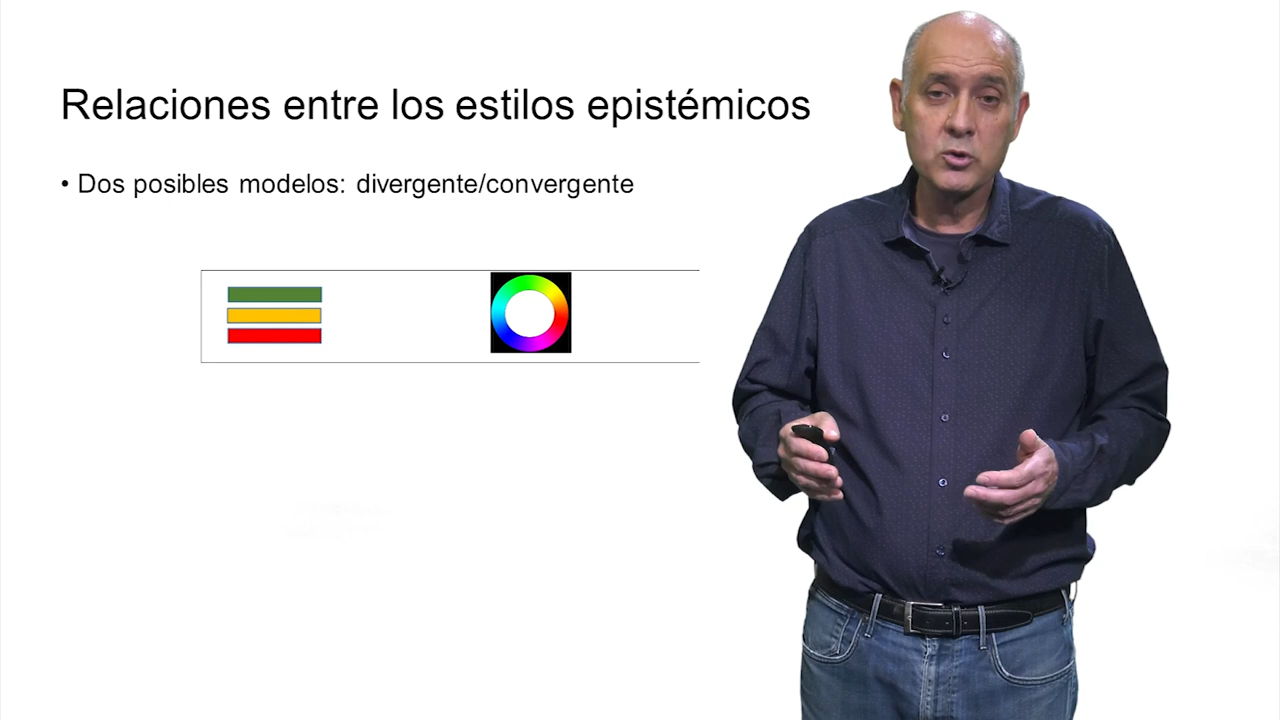 Relaciones entre los estilos epistémicos
• Dos posibles modelos: divergente/convergente